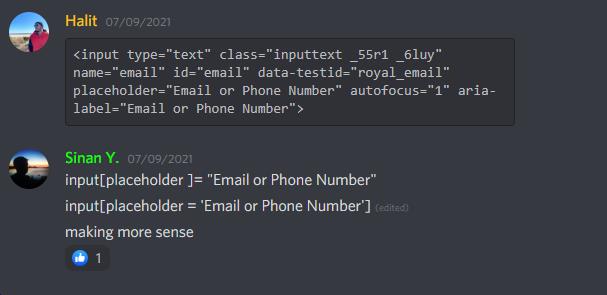 Halit 07/09/2021
<input type="text" class="inputtext _55r1 _6luy"
name="email" id="email" data-testid="royal_email"
placeholder="Email or Phone Number" autofocus="1" aria-
label="Email or Phone Number">
Sinan Y. 07/09/2021
input[placeholder ]= "Email or Phone Number"
input[placeholder = 'Email or Phone Number'] (edited)
making more sense
1